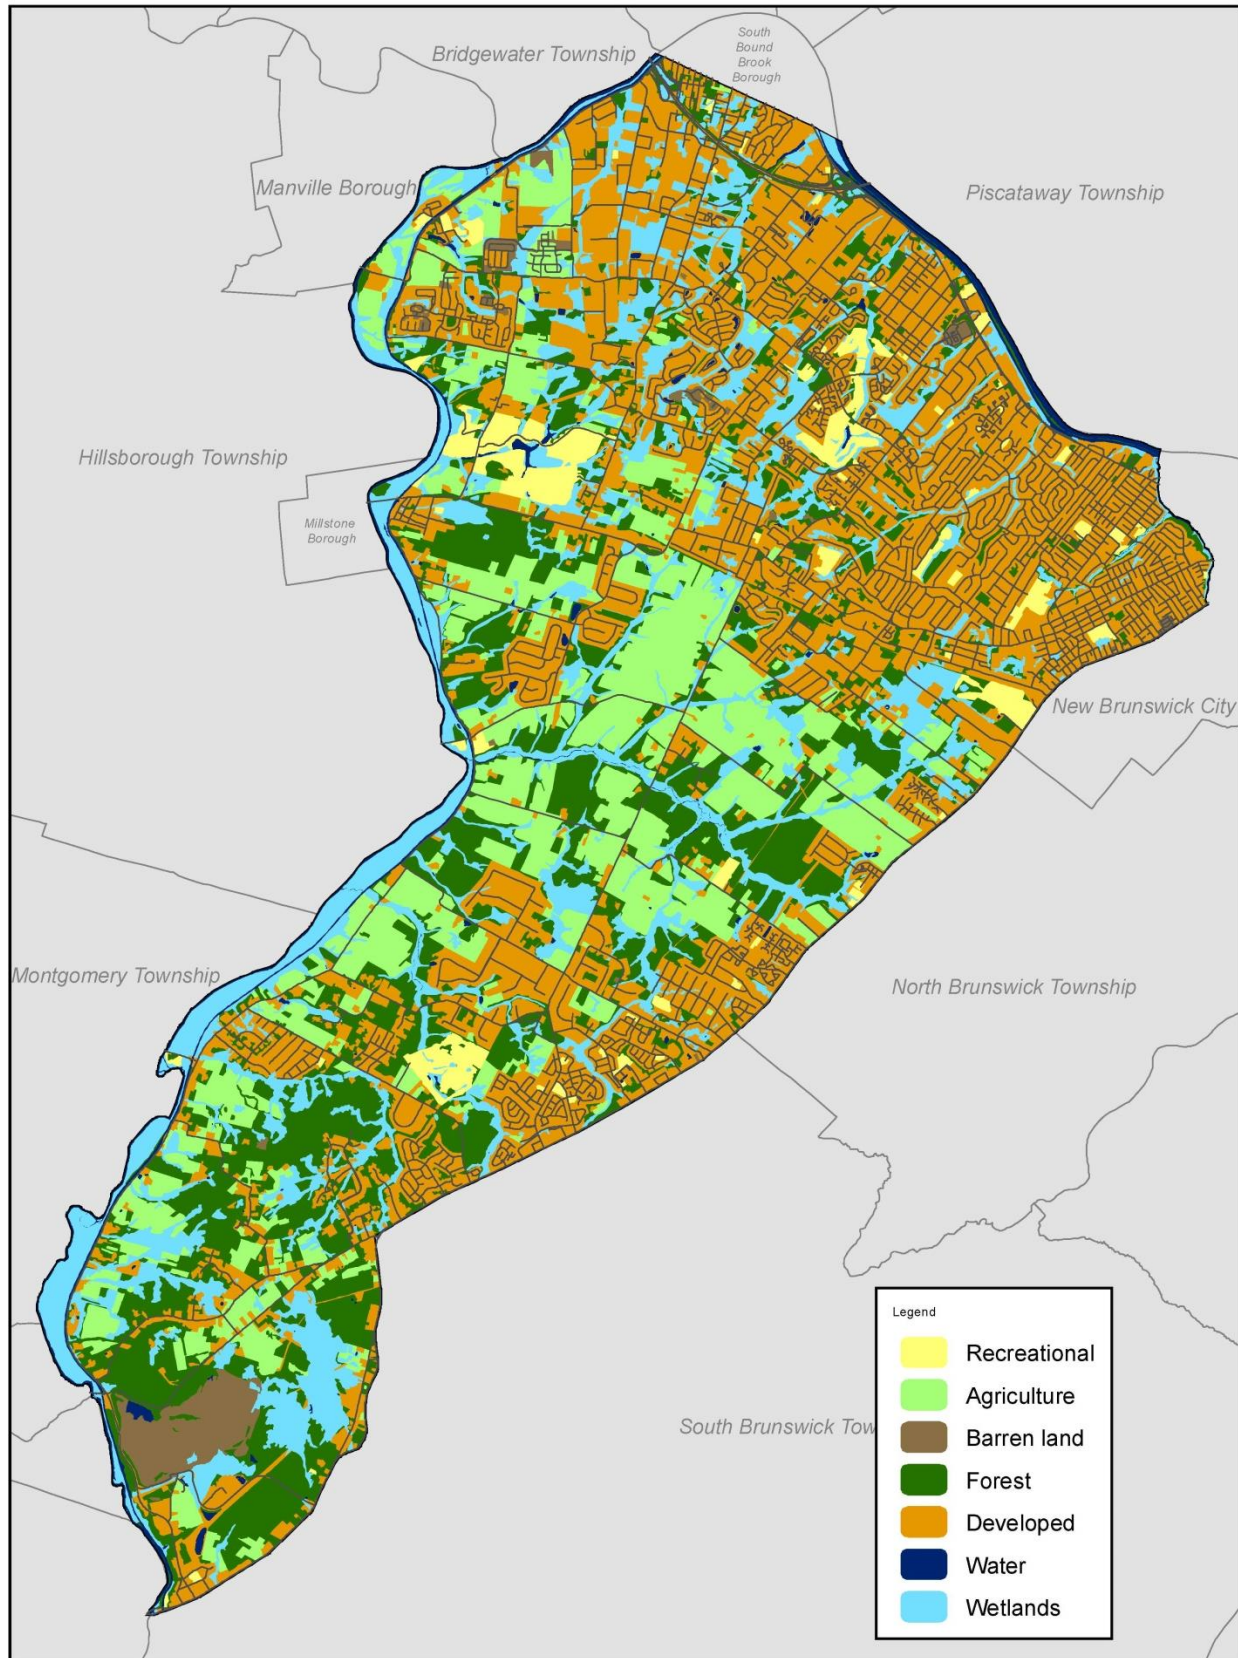 Bridgewater Township
South
Bound
Brook
Borough
Manville Borough
Piscataway Township
Hillsborough Township
Millstone
Borough
New Brunswick City
Montgomery Township
North Brunswick Township
South Brunswick Tow
Legend
Recreational
Agriculture
Barren land
Forest
Developed
Water
Wetlands